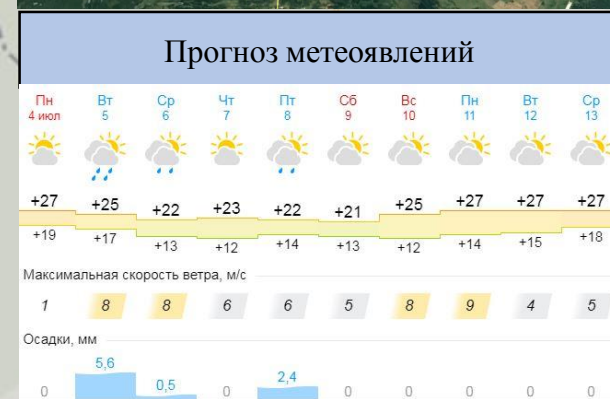 Прогноз метеоявлений
Пн Вт Ср Чт Пт Сб Вс Пн Вт Ср
4 июл 5 6 7 8 9 10 11 12 13
+27 +25 +22 +23 +22 +21 +25 +27 +27 +27
+19 +17 +13 +12 +14 +13 +12 +14 +15 +18
Максимальная скорость ветра, м/с
1 8 8 6 6 5 8 9 4 5
Осадки, мм
0 5,6 0,5 0 2,4 0 0 0 0 0